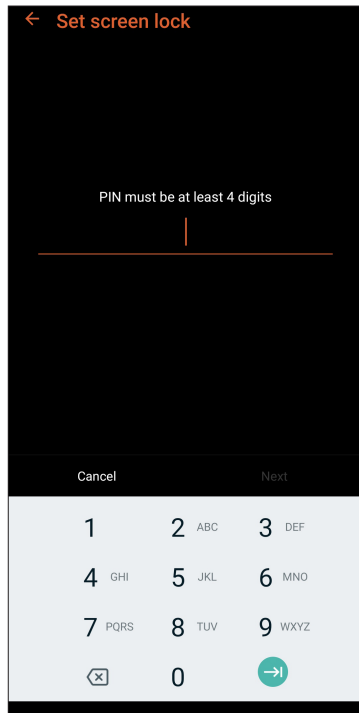 Set screen lock
PIN must be at least 4 digits
Cancel Next
1 2 ABC 3 DEF
4 GHI 5 JKL 6 MNO
7 PQRS 8 TUV 9 WXYZ
0